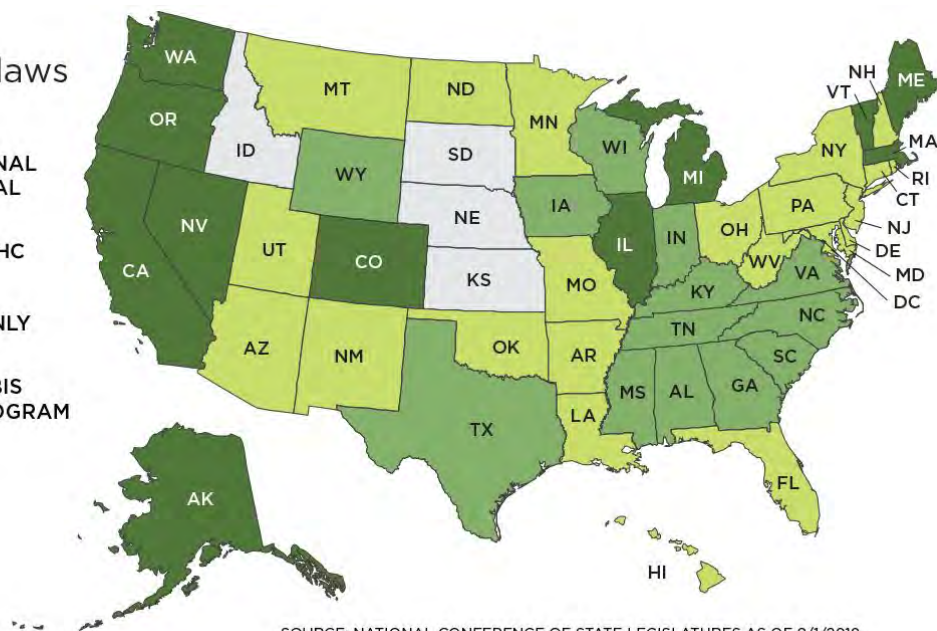 laws
NAL
AL
HC
NLY
BIS
OGRAM
WA
OR
CA
NV
ID
MT
WY
UT
CO
AZ
NM
ND
SD
NE
KS
OK
TX
MN
IA
MO
AR
LA
WI
IL
MI
IN
OH
KY
TN
MS
AL
GA
FL
SC
NC
VA
WV
PA
NY
VT
NH
ME
MA
RI
CT
NJ
DE
MD
DC
AK
HI